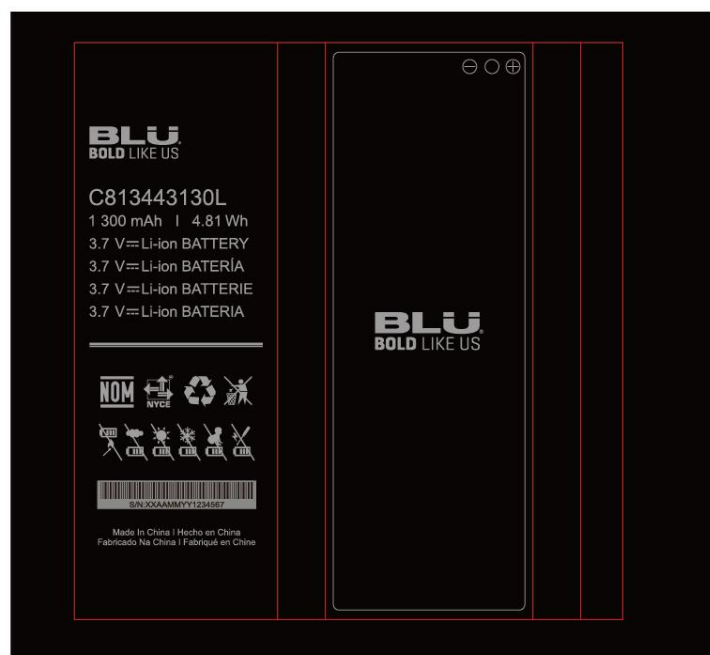 BLU
BOLD LIKE US
C813443130L
1 300 mAh I 4.81 Wh
3.7 V⎓Li-ion BATTERY
3.7 V⎓Li-ion BATERÍA
3.7 V⎓Li-ion BATTERIE
3.7 V⎓Li-ion BATERIA
NOM
NYCE
S/N:XXAAMMYY1234567
Made In China I Hecho en China
Fabricado Na China I Fabriqué en Chine
BLU
BOLD LIKE US